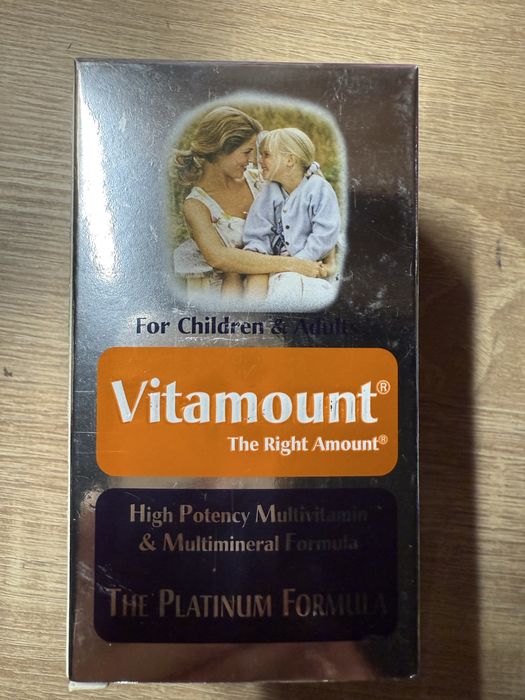 For Children & Adults
Vitamount®
The Right Amount®
High Potency Multivitamin
& Multimineral Formula
THE PLATINUM FORMULA